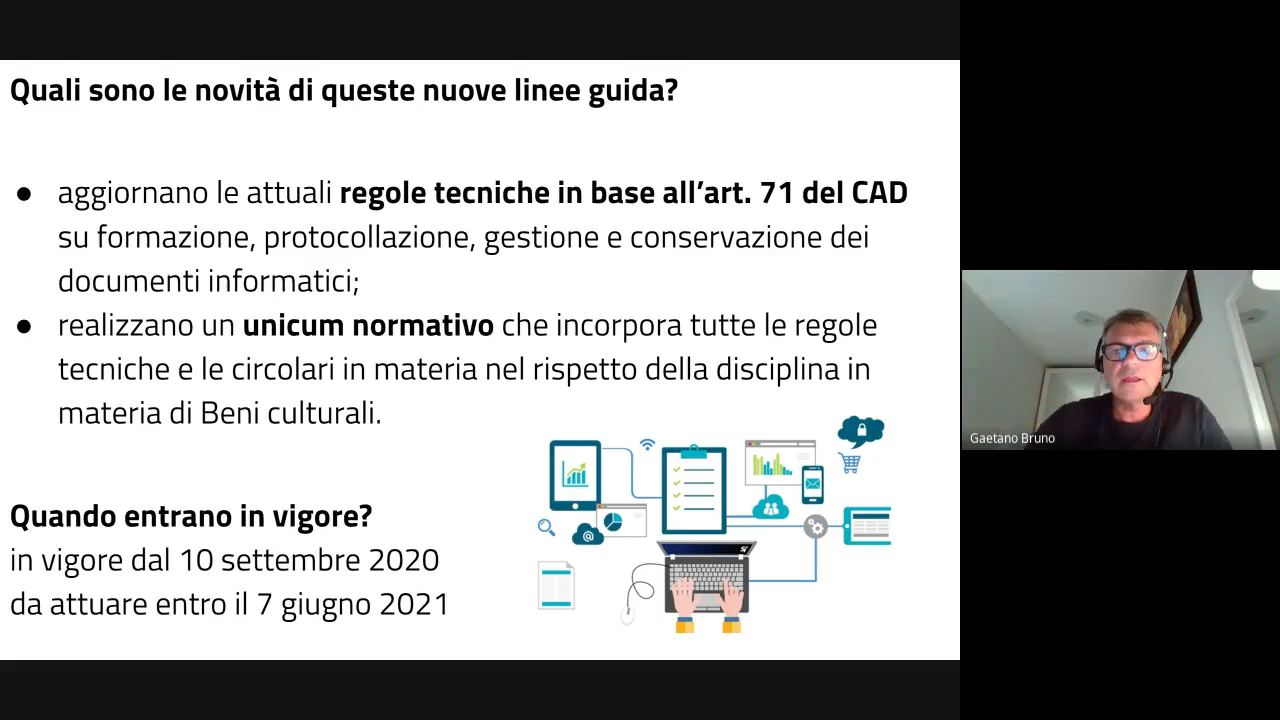 Quali sono le novità di queste nuove linee guida?
● aggiornano le attuali regole tecniche in base all’art. 71 del CAD
su formazione, protocollazione, gestione e conservazione dei
documenti informatici;
● realizzano un unicum normativo che incorpora tutte le regole
tecniche e le circolari in materia nel rispetto della disciplina in
materia di Beni culturali.
Quando entrano in vigore?
in vigore dal 10 settembre 2020
da attuare entro il 7 giugno 2021
Gaetano Bruno